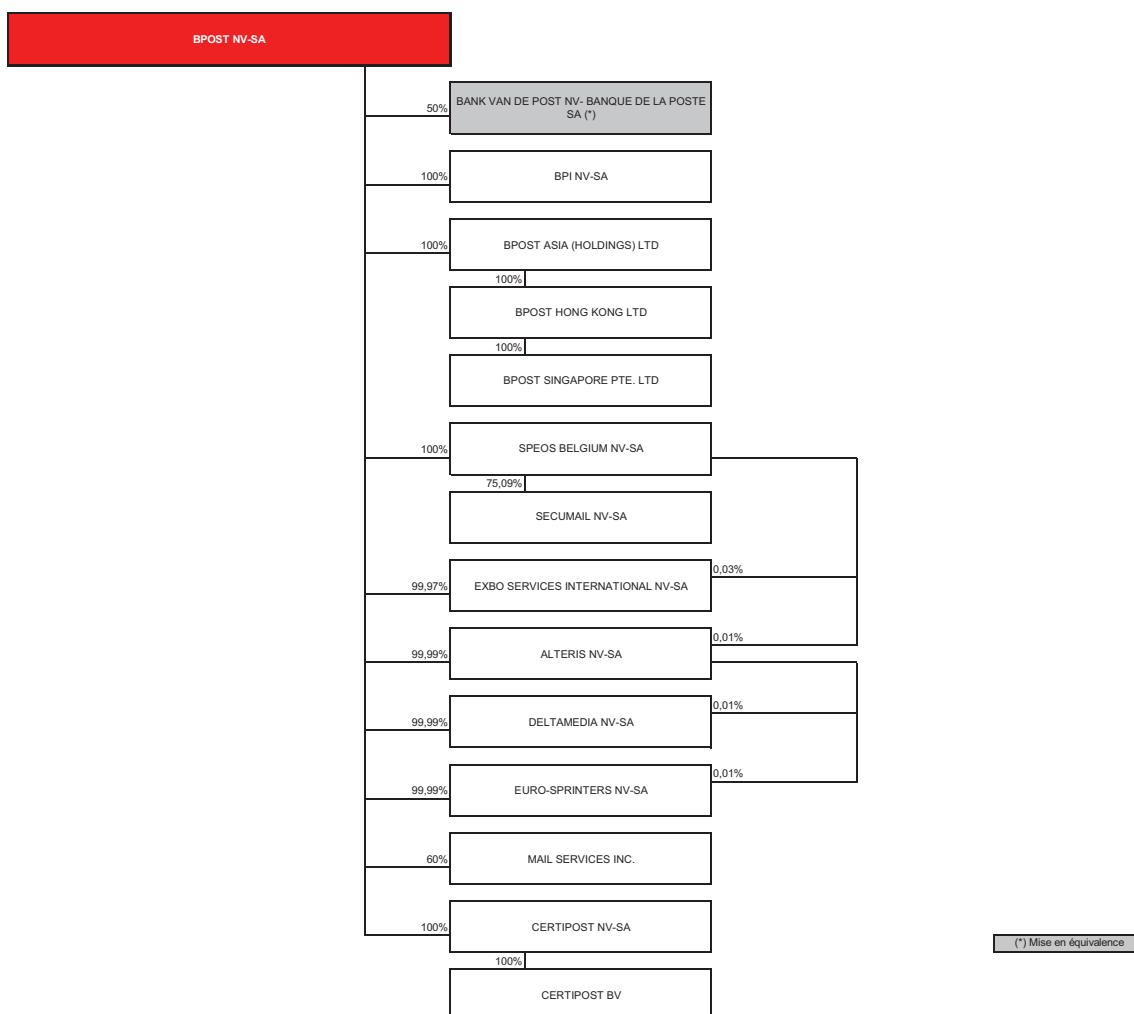 BPOST NV-SA
50%
BANK VAN DE POST NV- BANQUE DE LA POSTE
SA (*)
100%
BPI NV-SA
100%
BPOST ASIA (HOLDINGS) LTD
100%
BPOST HONG KONG LTD
100%
BPOST SINGAPORE PTE. LTD
100%
SPEOS BELGIUM NV-SA
75,09%
SECUMAIL NV-SA
99,97%
EXBO SERVICES INTERNATIONAL NV-SA
0,03%
99,99%
ALTERIS NV-SA
0,01%
99,99%
DELTAMEDIA NV-SA
0,01%
99,99%
EURO-SPRINTERS NV-SA
0,01%
60%
MAIL SERVICES INC.
100%
CERTIPOST NV-SA
(*) Mise en équivalence
100%
CERTIPOST BV